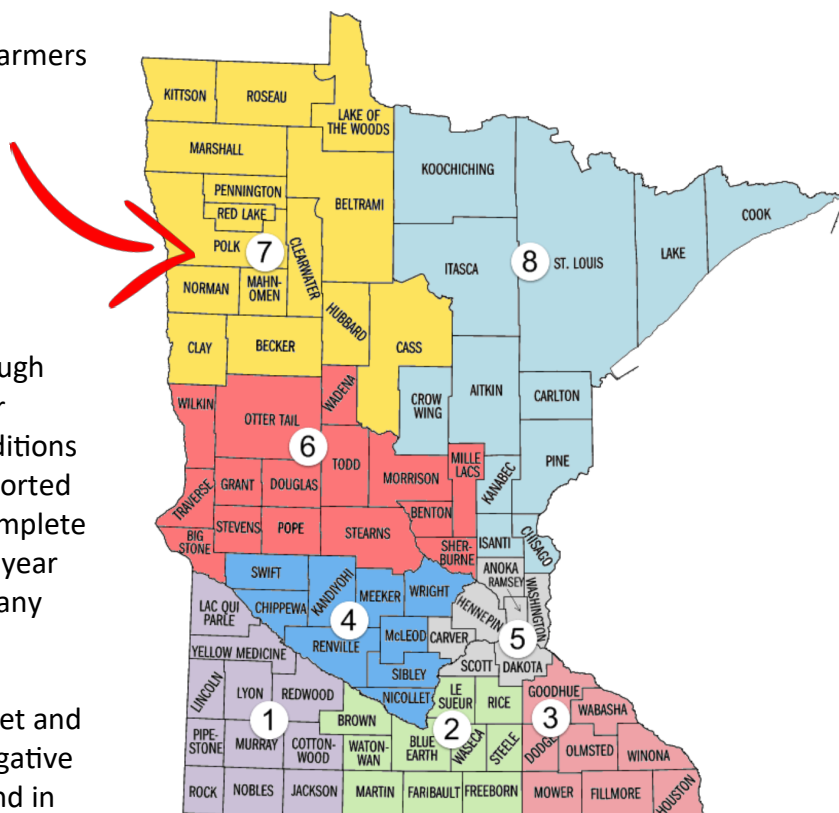 armers
ugh
r
ditions
orted
mplete
year
any
et and
gative
nd in
KITTSON
ROSEAU
LAKE OF
THE WOODS
MARSHALL
KOOCHICHING
PENNINGTON
BELTRAMI
RED LAKE
COOK
POLK
7
CLEARWATER
ITASCA
8
ST. LOUIS
LAKE
NORMAN
MAHN-
OMEN
HUBBARD
CLAY
BECKER
CASS
WADENA
CROW
WING
AITKIN
CARLTON
WILKIN
OTTER TAIL
6
TODD
MILLE
LACS
PINE
KANABEC
GRANT
DOUGLAS
MORRISON
TRAVERSE
BENTON
STEVENS
POPE
STEARNS
BIG
STONE
SHER-
BURNE
ISANTI
CHISAGO
ANOKA
RAMSEY
WASHINGTON
SWIFT
KANDIYOHI
MEEKER
WRIGHT
HENNEPIN
LAC QUI
PARLE
CHIPPEWA
4
McLEOD
CARVER
5
RENVILLE
YELLOW MEDICINE
SCOTT
DAKOTA
SIBLEY
LINCOLN
LYON
REDWOOD
NICOLLET
LE
SUEUR
RICE
GOODHUE
WABASHA
1
BROWN
2
3
PIPE-
STONE
MURRAY
COTTON-
WOOD
WATON-
WAN
BLUE
EARTH
WASECA
STEELE
DODGE
OLMSTED
WINONA
ROCK
NOBLES
JACKSON
MARTIN
FARIBAULT
FREEBORN
MOWER
FILLMORE
HOUSTON